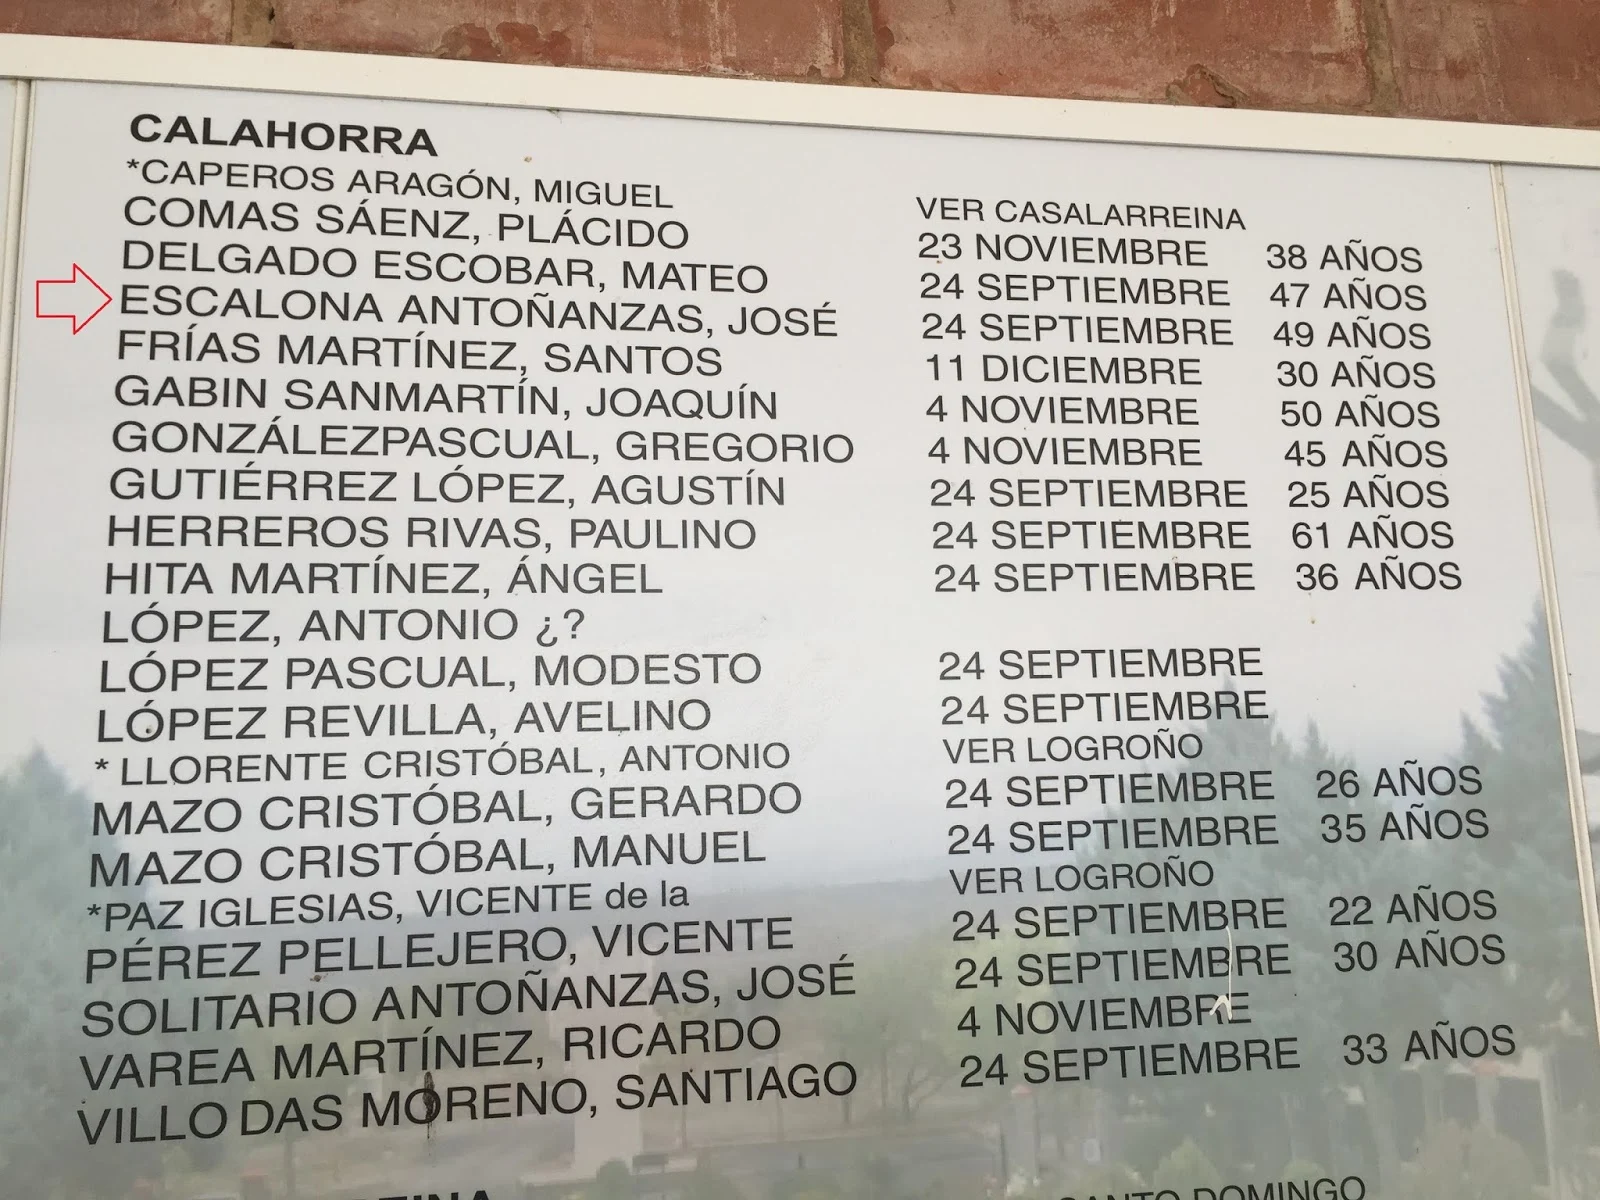 CALAHORRA
*CAPEROS ARAGÓN, MIGUEL VER CASALARREINA
COMAS SÁENZ, PLÁCIDO 23 NOVIEMBRE 38 AÑOS
DELGADO ESCOBAR, MATEO 24 SEPTIEMBRE 47 AÑOS
ESCALONA ANTOÑANZAS, JOSÉ 24 SEPTIEMBRE 49 AÑOS
FRÍAS MARTÍNEZ, SANTOS 11 DICIEMBRE 30 AÑOS
GABIN SANMARTÍN, JOAQUÍN 4 NOVIEMBRE 50 AÑOS
GONZÁLEZPASCUAL, GREGORIO 4 NOVIEMBRE 45 AÑOS
GUTIÉRREZ LÓPEZ, AGUSTÍN 24 SEPTIEMBRE 25 AÑOS
HERREROS RIVAS, PAULINO 24 SEPTIEMBRE 61 AÑOS
HITA MARTÍNEZ, ÁNGEL 24 SEPTIEMBRE 36 AÑOS
LÓPEZ, ANTONIO ¿?
LÓPEZ PASCUAL, MODESTO 24 SEPTIEMBRE
LÓPEZ REVILLA, AVELINO 24 SEPTIEMBRE
* LLORENTE CRISTÓBAL, ANTONIO VER LOGROÑO
MAZO CRISTÓBAL, GERARDO 24 SEPTIEMBRE 26 AÑOS
MAZO CRISTÓBAL, MANUEL 24 SEPTIEMBRE 35 AÑOS
*PAZ IGLESIAS, VICENTE de la VER LOGROÑO
PÉREZ PELLEJERO, VICENTE 24 SEPTIEMBRE 22 AÑOS
SOLITARIO ANTOÑANZAS, JOSÉ 24 SEPTIEMBRE 30 AÑOS
VAREA MARTÍNEZ, RICARDO 4 NOVIEMBRE
VILLO DAS MORENO, SANTIAGO 24 SEPTIEMBRE 33 AÑOS
SANTO DOMINGO